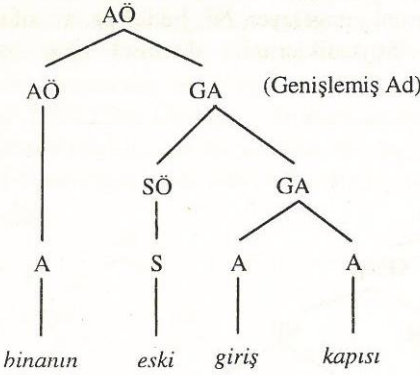 AÖ
AÖ GA (Genişlemiş Ad)
SÖ GA
A S A A
binanın eski giriş kapısı